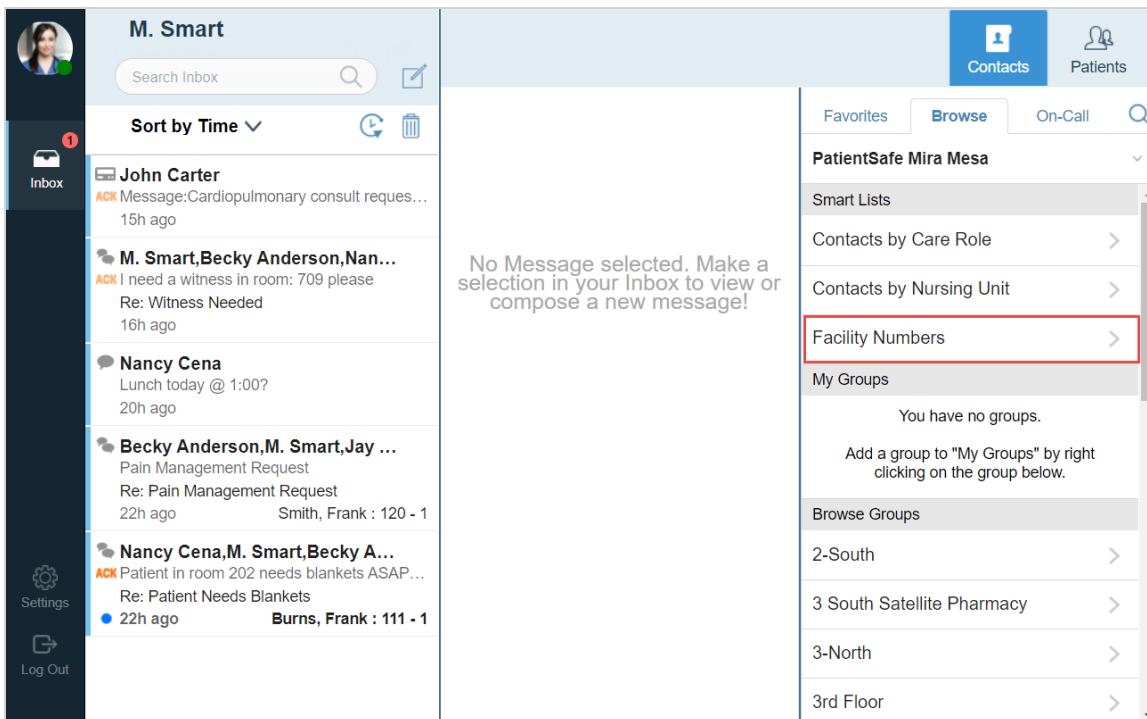 M. Smart
Search Inbox
Sort by Time
1
Inbox
John Carter
ACK Message:Cardiopulmonary consult reques...
15h ago
M. Smart,Becky Anderson,Nan...
ACK I need a witness in room: 709 please
Re: Witness Needed
16h ago
Nancy Cena
Lunch today @ 1:00?
20h ago
Becky Anderson,M. Smart,Jay ...
Pain Management Request
Re: Pain Management Request
22h ago Smith, Frank : 120 - 1
Nancy Cena,M. Smart,Becky A...
ACK Patient in room 202 needs blankets ASAP...
Re: Patient Needs Blankets
22h ago Burns, Frank : 111 - 1
Settings
Log Out
No Message selected. Make a
selection in your Inbox to view or
compose a new message!
Contacts Patients
Favorites Browse On-Call
PatientSafe Mira Mesa
Smart Lists
Contacts by Care Role
Contacts by Nursing Unit
Facility Numbers
My Groups
You have no groups.
Add a group to "My Groups" by right
clicking on the group below.
Browse Groups
2-South
3 South Satellite Pharmacy
3-North
3rd Floor